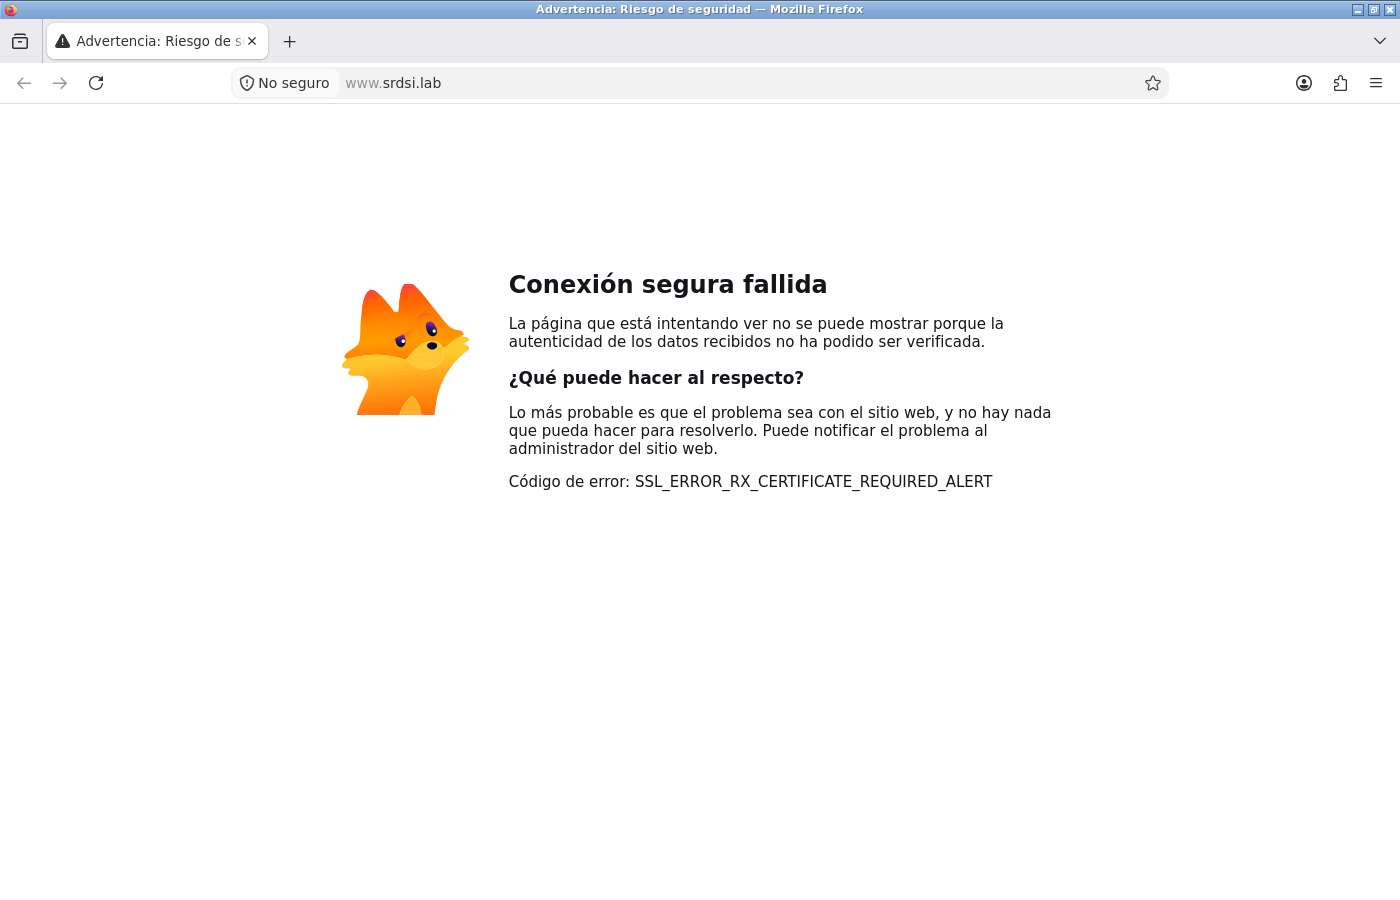 Advertencia: Riesgo de seguridad — Mozilla Firefox
Advertencia: Riesgo de s
No seguro
www.srdsi.lab
Conexión segura fallida
La página que está intentando ver no se puede mostrar porque la
autenticidad de los datos recibidos no ha podido ser verificada.
¿Qué puede hacer al respecto?
Lo más probable es que el problema sea con el sitio web, y no hay nada
que pueda hacer para resolverlo. Puede notificar el problema al
administrador del sitio web.
Código de error: SSL_ERROR_RX_CERTIFICATE_REQUIRED_ALERT